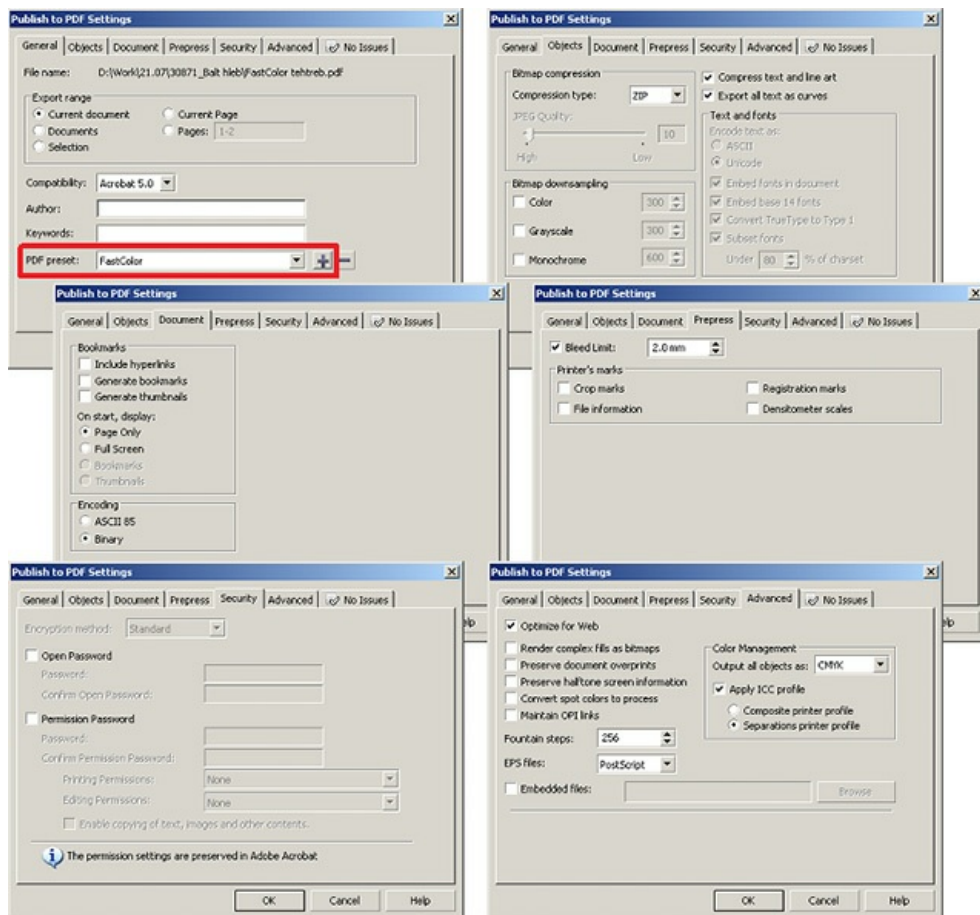 Publish to PDF Settings
General Objects Document Prepress Security Advanced No Issues
File name: D:\Work\21.07\30871_Balt hleb\FastColor tehtreb.pdf
Export range
Current document Current Page
Documents Pages: 1-2
Selection
Compatibility: Acrobat 5.0
Author:
Keywords:
PDF preset: FastColor
Publish to PDF Settings
General Objects Document Prepress Security Advanced No Issues
Bitmap compression
Compression type: ZIP
JPEG Quality:
10
High Low
Bitmap downsampling
Color 300
Grayscale 300
Monochrome 600
Compress text and line art
Export all text as curves
Text and fonts
Encode text as:
ASCII
Unicode
Embed fonts in document
Embed base 14 fonts
Convert TrueType to Type 1
Subset fonts
Under 80 % of charset
Publish to PDF Settings
General Objects Document Prepress Security Advanced No Issues
Bookmarks
Include hyperlinks
Generate bookmarks
Generate thumbnails
On start, display:
Page Only
Full Screen
Bookmarks
Thumbnails
Encoding
ASCII 85
Binary
Publish to PDF Settings
General Objects Document Prepress Security Advanced No Issues
Bleed Limit: 2.0 mm
Printer's marks
Crop marks Registration marks
File information Densitometer scales
Publish to PDF Settings
General Objects Document Prepress Security Advanced No Issues
Encryption method: Standard
Open Password
Password:
Confirm Open Password:
Permission Password
Password:
Confirm Permission Password:
Printing Permissions: None
Editing Permissions: None
Enable copying of text, images and other contents.
The permission settings are preserved in Adobe Acrobat
OK Cancel Help
elp
Publish to PDF Settings
General Objects Document Prepress Security Advanced No Issues
Optimize for Web
Render complex fills as bitmaps
Preserve document overprints
Preserve halftone screen information
Convert spot colors to process
Maintain OPI links
Fountain steps: 256
EPS files: PostScript
Embedded files: Browse
Color Management
Output all objects as: CMYK
Apply ICC profile
Composite printer profile
Separations printer profile
OK Cancel Help
elp